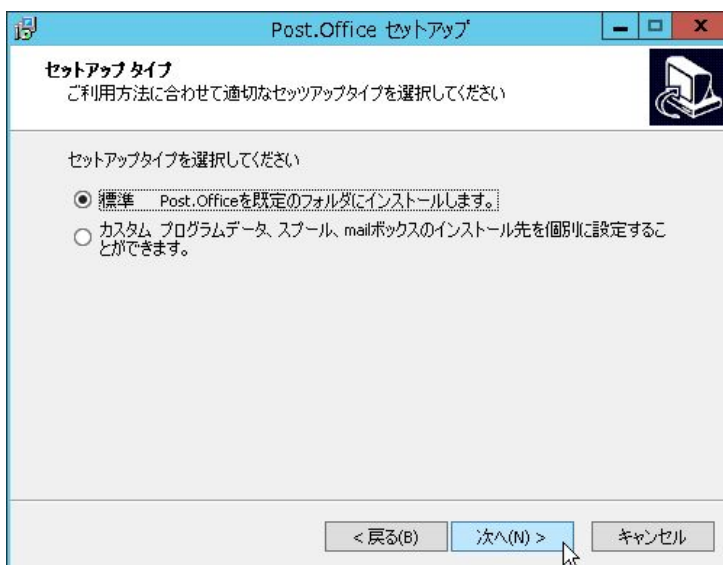 Post.Office セットアップ
セットアップ タイプ
ご利用方法に合わせて適切なセッツアップタイプを選択してください
セットアップタイプを選択してください
標準 Post.Officeを既定のフォルダにインストールします。
カスタム プログラムデータ、スプール、mailボックスのインストール先を個別に設定するこ
とができます。
< 戻る(B)
次へ(N) >
キャンセル